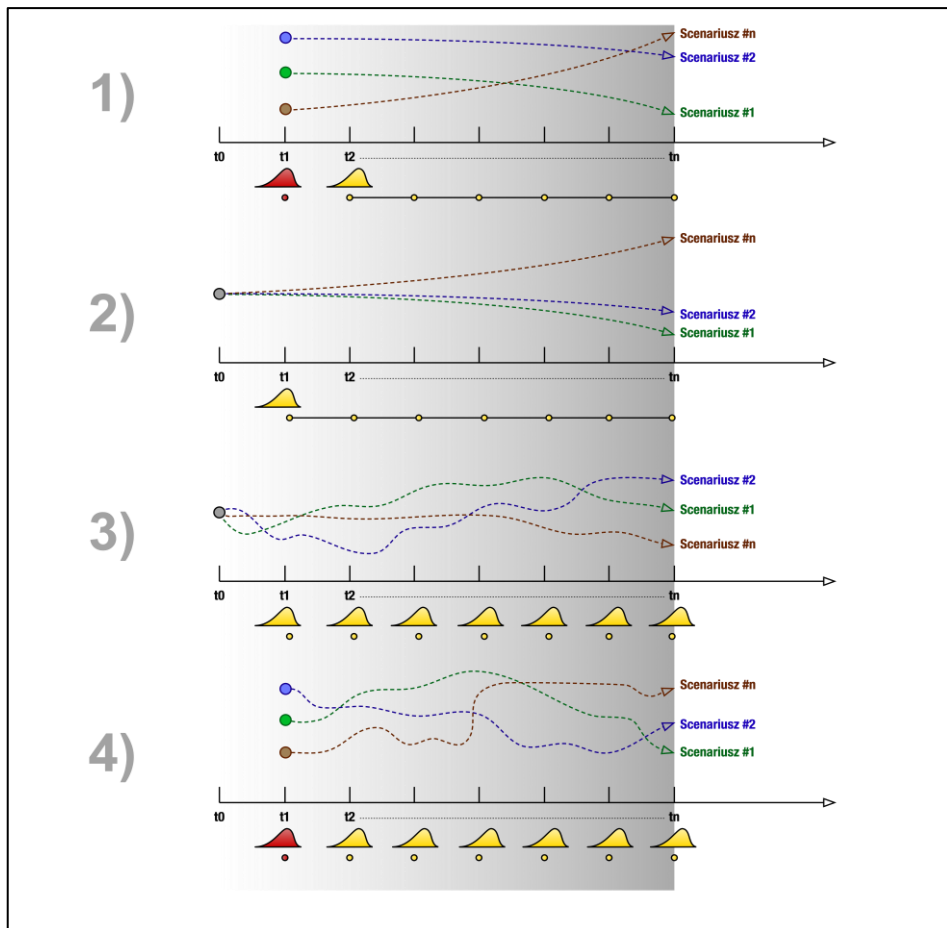 1)
Scenariusz #n
Scenariusz #2
Scenariusz #1
t0 t1 t2 tn
2)
Scenariusz #n
Scenariusz #2
Scenariusz #1
t0 t1 t2 tn
3)
Scenariusz #2
Scenariusz #1
Scenariusz #n
t0 t1 t2 tn
4)
Scenariusz #n
Scenariusz #2
Scenariusz #1
t0 t1 t2 tn